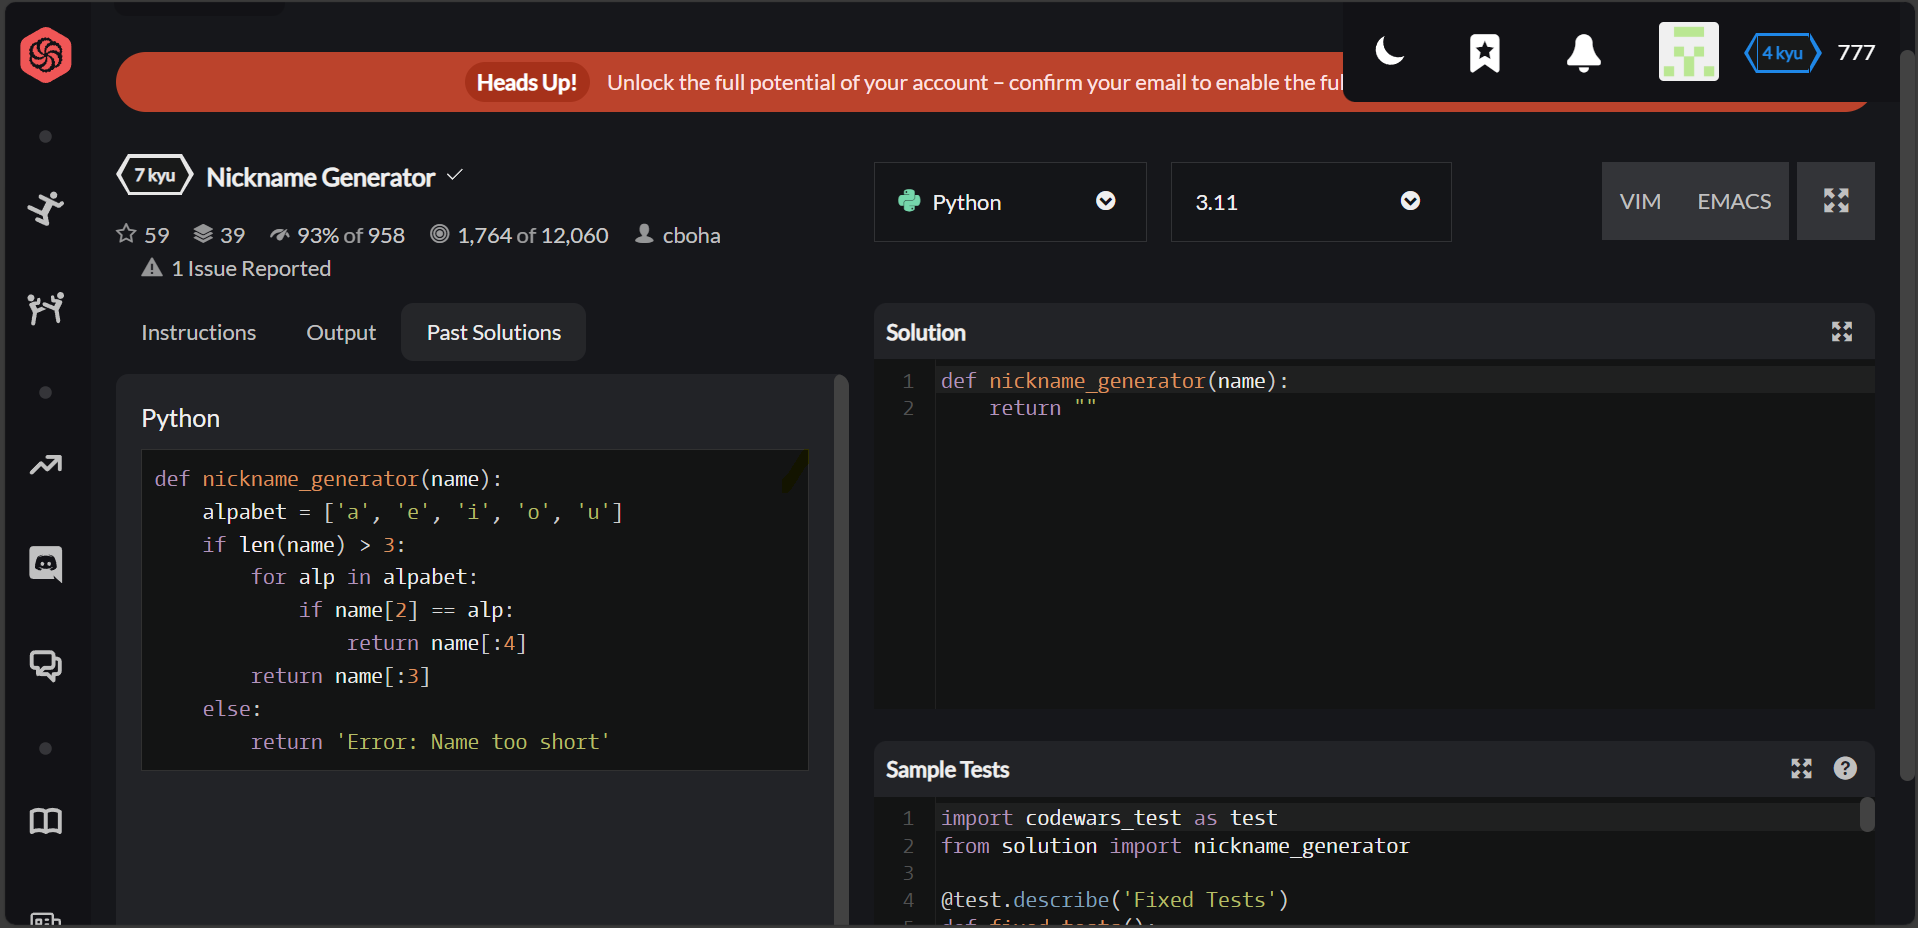 Heads Up! Unlock the full potential of your account – confirm your email to enable the
4 kyu 777
7 kyu Nickname Generator
59 39 93% of 958 1,764 of 12,060 cboha
1 Issue Reported
Python 3.11 VIM EMACS
Instructions Output Past Solutions
Python
def nickname_generator(name):
    alpabet = ['a', 'e', 'i', 'o', 'u']
    if len(name) > 3:
        for alp in alpabet:
            if name[2] == alp:
                return name[:4]
        return name[:3]
    else:
        return 'Error: Name too short'
Solution
1 def nickname_generator(name):
2     return ""
Sample Tests
1 import codewars_test as test
2 from solution import nickname_generator
3
4 @test.describe('Fixed Tests')
5 def fixed_tests():